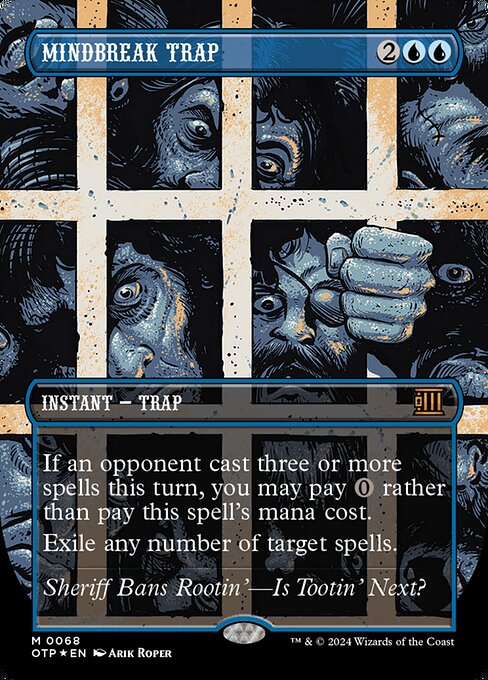 MINDBREAK TRAP 2
INSTANT – TRAP
If an opponent cast three or more
spells this turn, you may pay 0 rather
than pay this spell's mana cost.
Exile any number of target spells.
Sheriff Bans Rootin'—Is Tootin' Next?
M 0068
™ & © 2024 Wizards of the Coast
OTP★EN ARIK ROPER